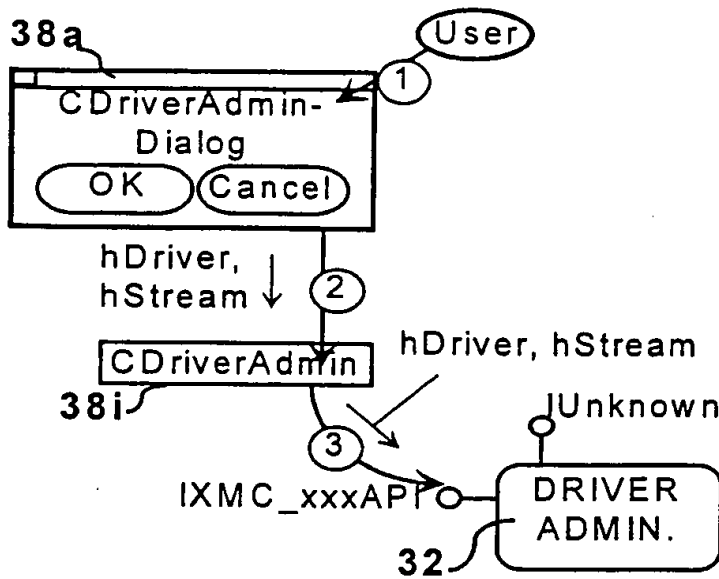 38a
User
1
CDriverAdmin-
Dialog
OK
Cancel
hDriver,
hStream
2
CDriverAdmin
38i
hDriver, hStream
3
IUnknown
IXMC_xxxAPI
DRIVER
ADMIN.
32